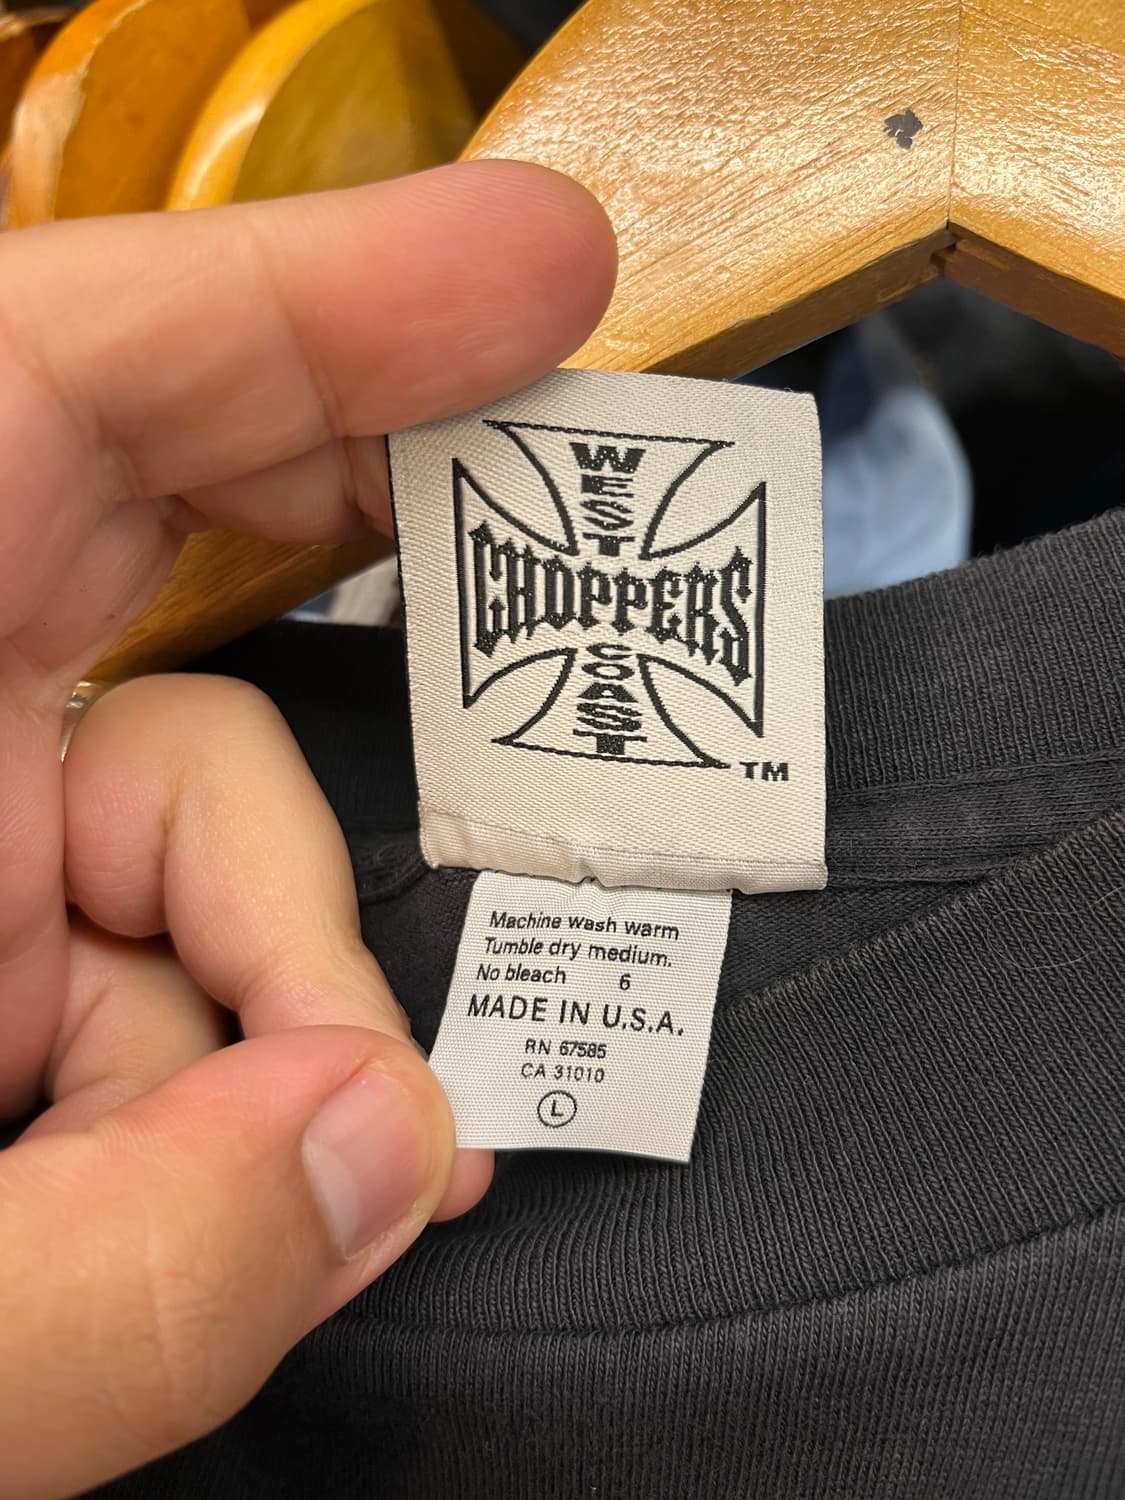 WEST
CHOPPERS
COAST
TM
Machine wash warm
Tumble dry medium.
No bleach 6
MADE IN U.S.A.
RN 67585
CA 31010
L